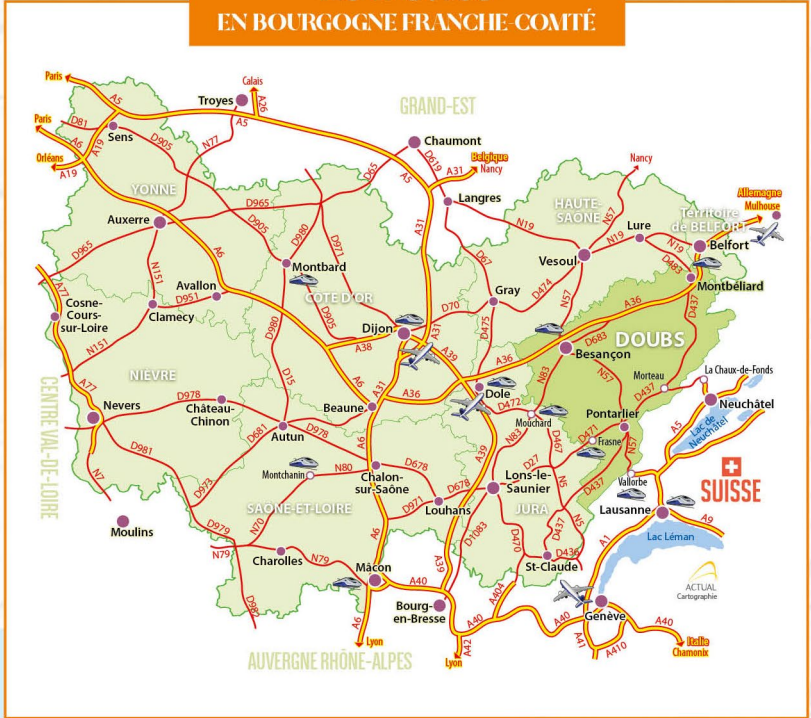 EN BOURGOGNE FRANCHE-COMTÉ
Paris
Calais
Troyes
A5
A26
A5
GRAND-EST
Paris
D81
Sens
D905
N77
Chaumont
A6
A19
Orléans
A19
D65
D619
A5
A31
Belgique
Nancy
Nancy
YONNE
D965
Langres
HAUTE-
SAÔNE
N57
Allemagne
Mulhouse
Auxerre
D905
D980
D971
A31
N19
Lure
N19
Territoire
de BELFORT
N19
Belfort
D965
A6
D67
Vesoul
D483
N151
Avallon
Montbard
Montbéliard
A77
D951
CÔTE D'OR
Gray
D474
N57
A36
Cosne-
Cours-
sur-Loire
Clamecy
D70
D437
D980
D905
Dijon
A31
D475
D683
DOUBS
N151
A38
A39
A36
Besançon
NIÈVRE
A6
N83
N57
Morteau
La Chaux-de-Fonds
A77
D978
D15
A31
A36
Dole
D472
D437
Neuchâtel
CENTRE VAL-DE-LOIRE
Nevers
Château-
Chinon
Beaune
Mouchard
Pontarlier
A5
Lac de
Neuchâtel
D681
Autun
D978
A6
N83
D467
D471
Frasne
N57
D981
A39
D27
N7
D973
Montchanin
N80
D678
Chalon-
sur-Saône
D678
Lons-le-
Saunier
N5
D437
Vallorbe
SUISSE
SAÔNE-ET-LOIRE
D971
Louhans
JURA
Lausanne
Moulins
D979
N70
A6
D1083
D470
D437
N5
A9
N79
A1
Lac Léman
Charolles
N79
A39
D436
St-Claude
Mâcon
A40
A404
ACTUAL
Cartographie
D982
Bourg-
en-Bresse
Genève
A6
A40
A40
Lyon
A42
A41
A410
Italie
Chamonix
AUVERGNE RHÔNE-ALPES
Lyon